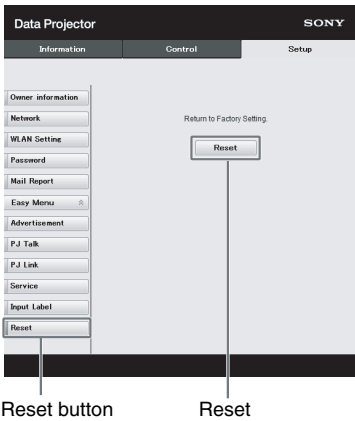 Data Projector
SONY
Information
Control
Setup
Owner information
Network
WLAN Setting
Password
Mail Report
Easy Menu
Advertisement
PJ Talk
PJ Link
Service
Input Label
Reset
Return to Factory Setting.
Reset
Reset button
Reset